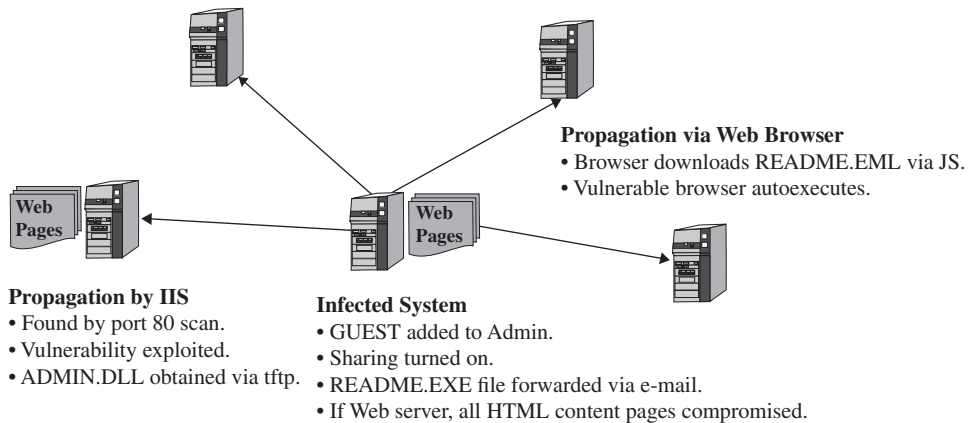 Propagation via Web Browser
• Browser downloads README.EML via JS.
• Vulnerable browser autoexecutes.
Web
Pages
Web
Pages
Propagation by IIS
• Found by port 80 scan.
• Vulnerability exploited.
• ADMIN.DLL obtained via tftp.
Infected System
• GUEST added to Admin.
• Sharing turned on.
• README.EXE file forwarded via e-mail.
• If Web server, all HTML content pages compromised.